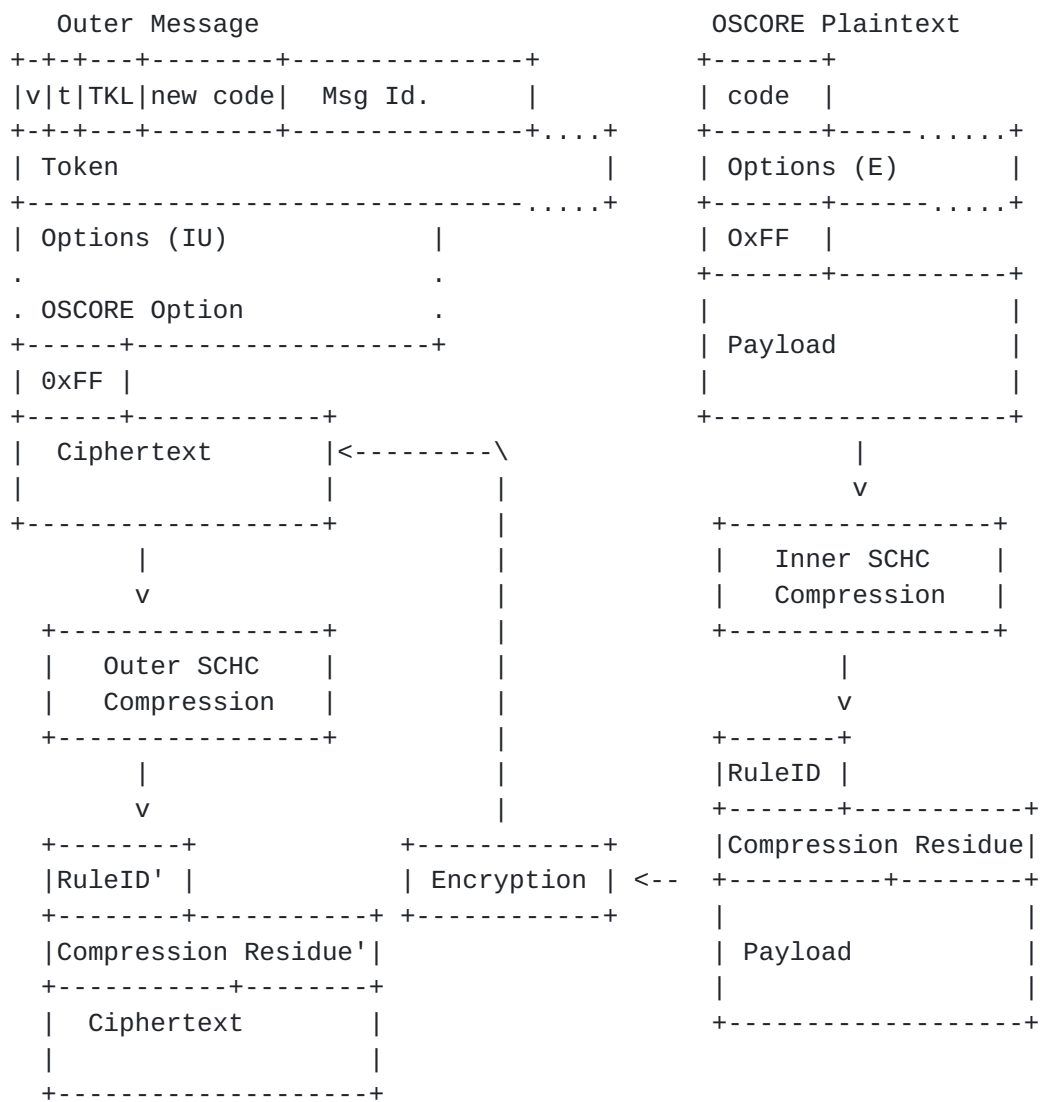 Outer Message
|v|t|TKL|new code| Msg Id. |
Token
Options (IU)
OSCORE Option
0xFF
Ciphertext
Outer SCHC
Compression
RuleID'
Compression Residue'
Ciphertext
Encryption
OSCORE Plaintext
code
Options (E)
OxFF
Payload
Inner SCHC
Compression
RuleID
Compression Residue
Payload